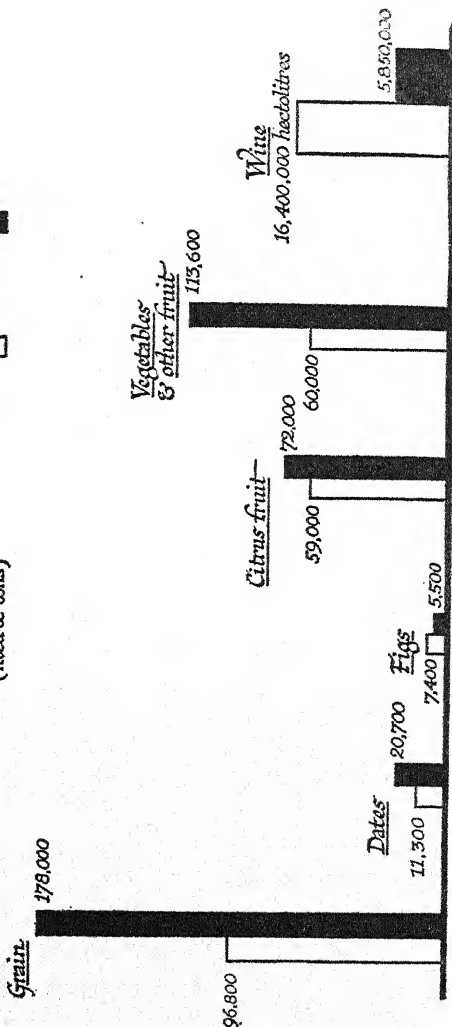 Grain
178,000
96,800
Dates
20,700
11,300
Figs
5,500
7,400
Citrus fruit
72,000
59,000
Vegetables
& other fruit
113,600
60,000
Wine
16,400,000 hectolitres
5,850,000